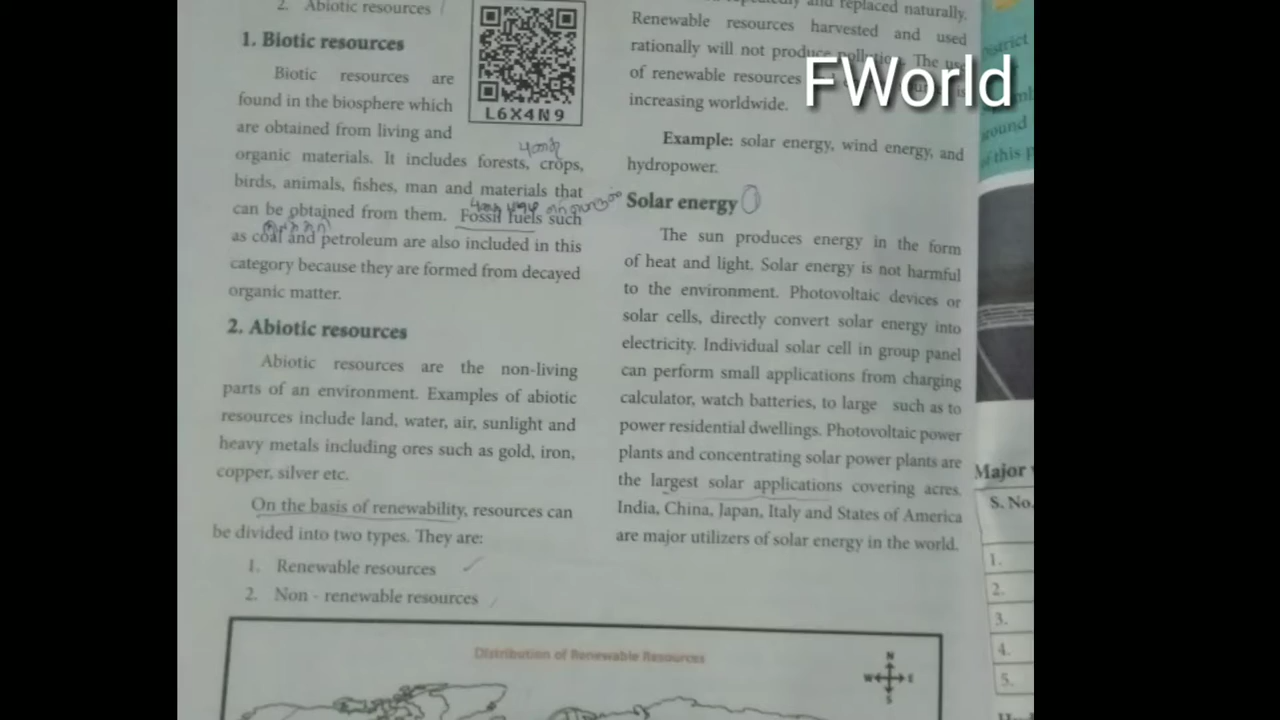 2. Abiotic resources
1. Biotic resources
Biotic resources are
found in the biosphere which
are obtained from living and
organic materials. It includes forests, crops,
birds, animals, fishes, man and materials that
can be obtained from them. Fossil fuels such
as coal and petroleum are also included in this
category because they are formed from decayed
organic matter.
L6X4N9
2. Abiotic resources
Abiotic resources are the non-living
parts of an environment. Examples of abiotic
resources include land, water, air, sunlight and
heavy metals including ores such as gold, iron,
copper, silver etc.
On the basis of renewability, resources can
be divided into two types. They are:
1. Renewable resources
2. Non - renewable resources
and replaced naturally.
Renewable resources harvested and used
rationally will not produce pollution. The use
of renewable resources
increasing worldwide.
Example: solar energy, wind energy, and
hydropower.
Solar energy
The sun produces energy in the form
of heat and light. Solar energy is not harmful
to the environment. Photovoltaic devices or
solar cells, directly convert solar energy into
electricity. Individual solar cell in group panel
can perform small applications from charging
calculator, watch batteries, to large such as to
power residential dwellings. Photovoltaic power
plants and concentrating solar power plants are
the largest solar applications covering acres.
India, China, Japan, Italy and States of America
are major utilizers of solar energy in the world.
Distribution of Renewable Resources
N
W E
S
FWorld
of this p
Major
S. No.
1.
2.
3.
4.
5.